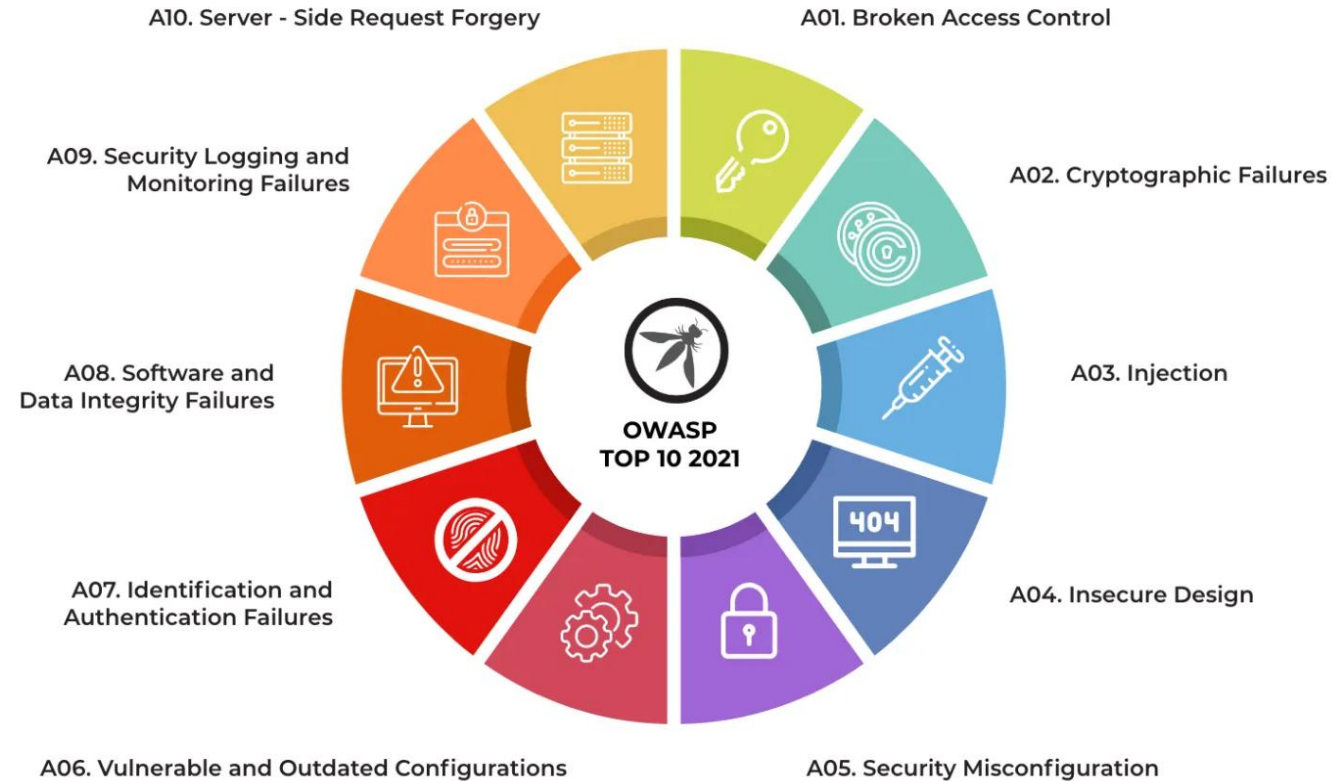 A10. Server - Side Request Forgery
A01. Broken Access Control
A09. Security Logging and
Monitoring Failures
A02. Cryptographic Failures
A08. Software and
Data Integrity Failures
OWASP
TOP 10 2021
A03. Injection
404
A07. Identification and
Authentication Failures
A04. Insecure Design
A06. Vulnerable and Outdated Configurations
A05. Security Misconfiguration